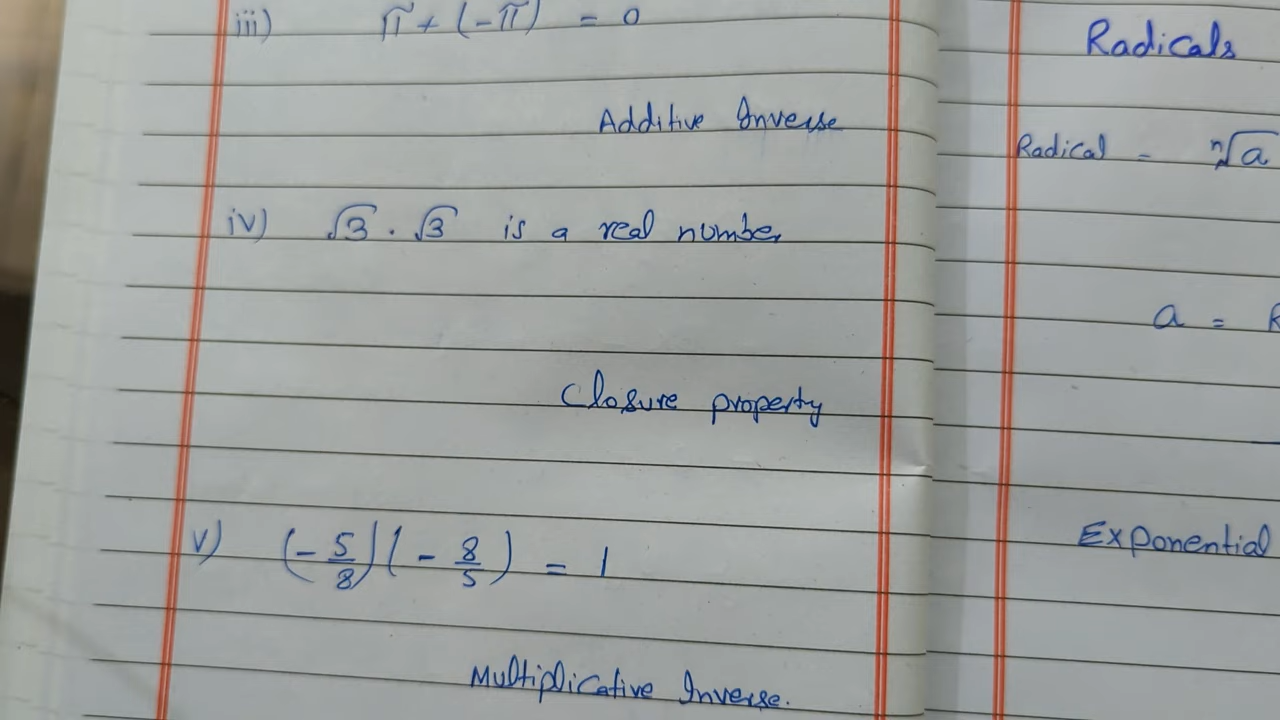 iii) π + (-π) = 0
Additive Inverse
iv) √3 . √3 is a real number
Closure property
v) (-5/8)(-8/5) = 1
Multiplicative Inverse.
Radicals
Radical - ⁿ√a
a =
Exponential